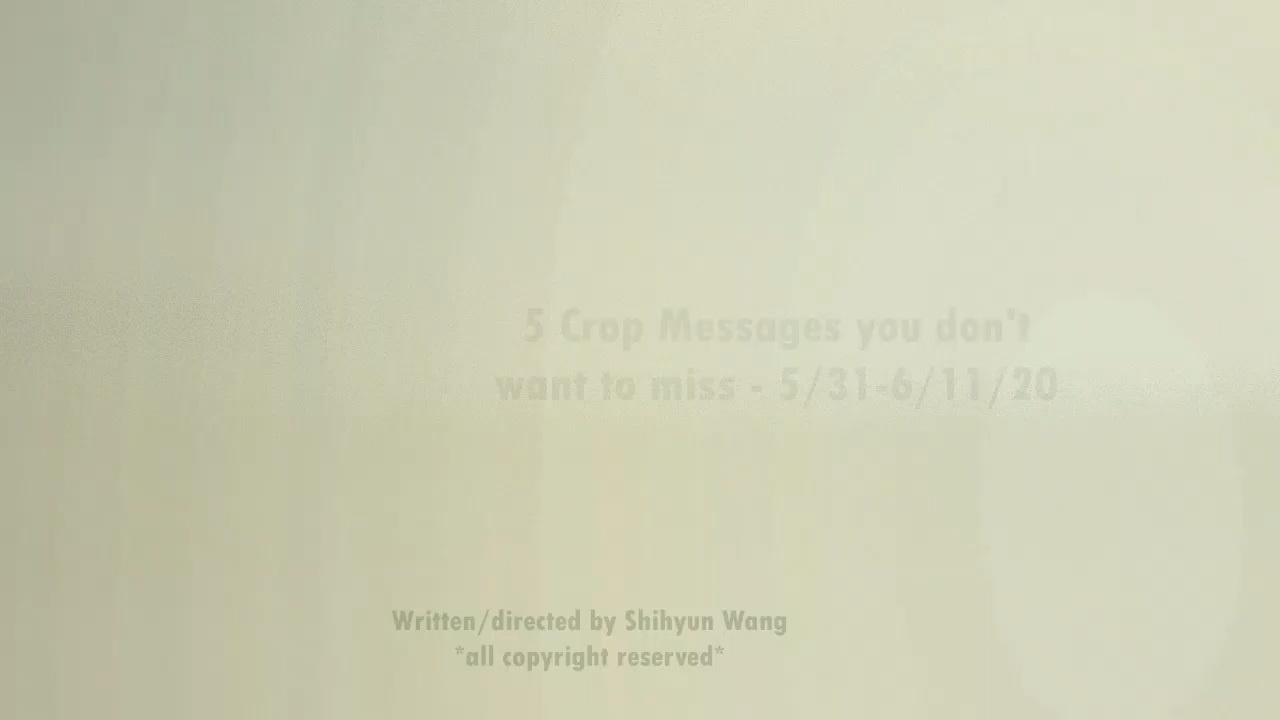 5 Crop Messages you don't
want to miss - 5/31-6/11/20
Written/directed by Shihyun Wang
*all copyright reserved*